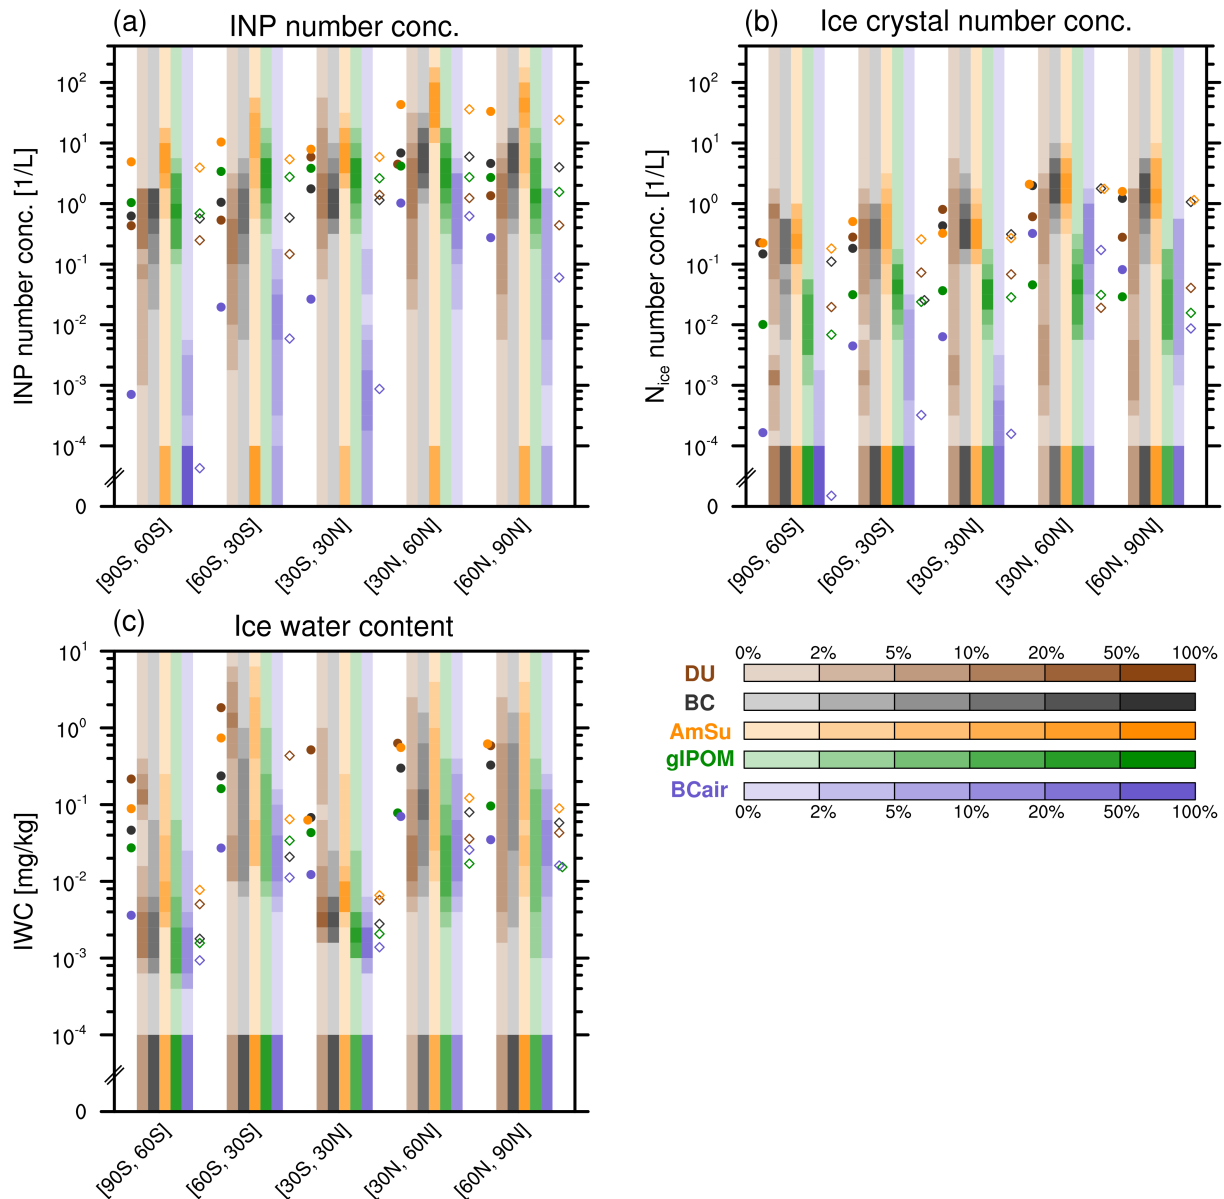 (a) INP number conc.
INP number conc. [1/L]
10²
10¹
10⁰
10⁻¹
10⁻²
10⁻³
10⁻⁴
0
[90S, 60S]
[60S, 30S]
[30S, 30N]
[30N, 60N]
[60N, 90N]
(b) Ice crystal number conc.
Nice number conc. [1/L]
10²
10¹
10⁰
10⁻¹
10⁻²
10⁻³
10⁻⁴
0
[90S, 60S]
[60S, 30S]
[30S, 30N]
[30N, 60N]
[60N, 90N]
(c) Ice water content
IWC [mg/kg]
10¹
10⁰
10⁻¹
10⁻²
10⁻³
10⁻⁴
0
[90S, 60S]
[60S, 30S]
[30S, 30N]
[30N, 60N]
[60N, 90N]
0% 2% 5% 10% 20% 50% 100%
DU
BC
AmSu
glPOM
BCair
0% 2% 5% 10% 20% 50% 100%